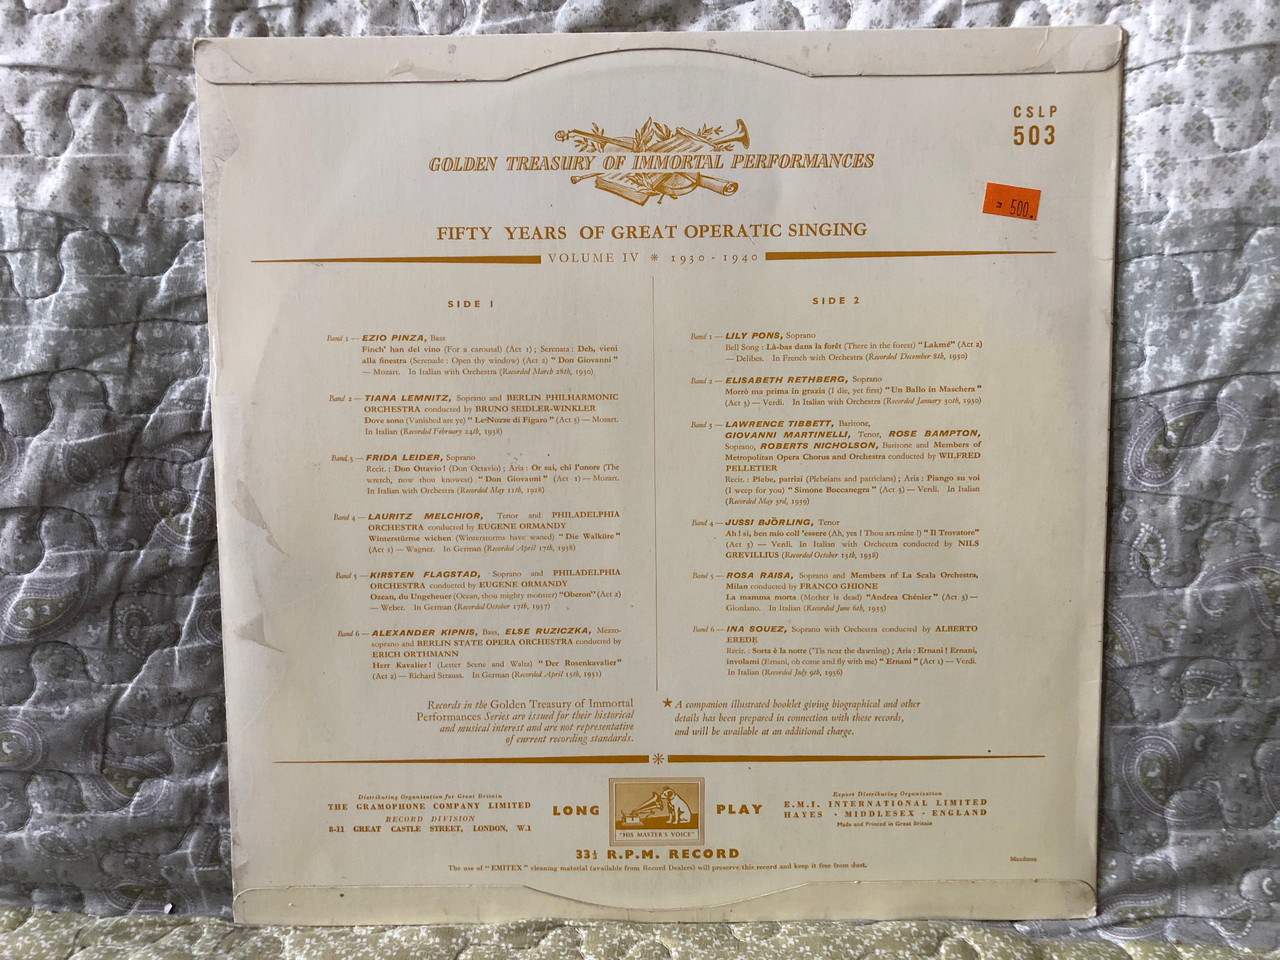 CSLP
503
GOLDEN TREASURY OF IMMORTAL PERFORMANCES
500.
FIFTY YEARS OF GREAT OPERATIC SINGING
VOLUME IV * 1930-1940
SIDE 1
Band 1 — EZIO PINZA, Bass
Finch' han del vino (For a carousal) (Act 1) ; Serenata : Deh, vieni
alla finestra (Serenade : Open thy window) (Act 2) "Don Giovanni"
— Mozart. In Italian with Orchestra (Recorded March 28th, 1930)
Band 2 — TIANA LEMNITZ, Soprano and BERLIN PHILHARMONIC
ORCHESTRA conducted by BRUNO SEIDLER-WINKLER
Dove sono (Vanished are ye) "Le Nozze di Figaro" (Act 3) — Mozart.
In Italian (Recorded February 24th, 1938)
Band 3 — FRIDA LEIDER, Soprano
Recit. : Don Ottavio ! (Don Octavio) ; Aria : Or sai, chi l'onore (The
wretch, now thou knowest) "Don Giovanni" (Act 1) — Mozart.
In Italian with Orchestra (Recorded May 11th, 1928)
Band 4 — LAURITZ MELCHIOR, Tenor and PHILADELPHIA
ORCHESTRA conducted by EUGENE ORMANDY
Winterstürme wichen (Winterstorms have waned) "Die Walküre"
(Act 1) — Wagner. In German (Recorded April 17th, 1938)
Band 5 — KIRSTEN FLAGSTAD, Soprano and PHILADELPHIA
ORCHESTRA conducted by EUGENE ORMANDY
Ozean, du Ungeheuer (Ocean, thou mighty monster) "Oberon" (Act 2)
— Weber. In German (Recorded October 17th, 1937)
Band 6 — ALEXANDER KIPNIS, Bass, ELSE RUZICZKA, Mezzo-
soprano and BERLIN STATE OPERA ORCHESTRA conducted by
ERICH ORTHMANN
Herr Kavalier ! (Letter Scene and Waltz) "Der Rosenkavalier"
(Act 2) — Richard Strauss. In German (Recorded April 15th, 1931)
SIDE 2
Band 1 — LILY PONS, Soprano
Bell Song : Là-bas dans la forêt (There in the forest) "Lakmé" (Act 2)
— Delibes. In French with Orchestra (Recorded December 8th, 1930)
Band 2 — ELISABETH RETHBERG, Soprano
Morrò ma prima in grazia (I die, yet first) "Un Ballo in Maschera"
(Act 3) — Verdi. In Italian with Orchestra (Recorded January 30th, 1930)
Band 3 — LAWRENCE TIBBETT, Baritone,
GIOVANNI MARTINELLI, Tenor, ROSE BAMPTON,
Soprano, ROBERTS NICHOLSON, Baritone and Members of
Metropolitan Opera Chorus and Orchestra conducted by WILFRED
PELLETIER
Recit. : Plebe, patrizi (Plebeians and patricians) ; Aria : Piango su voi
(I weep for you) "Simone Boccanegra" (Act 3) — Verdi. In Italian
(Recorded May 3rd, 1939)
Band 4 — JUSSI BJÖRLING, Tenor
Ah ! si, ben mio coll 'essere (Ah, yes ! Thou art mine !) "Il Trovatore"
(Act 3) — Verdi. In Italian with Orchestra conducted by NILS
GREVILLIUS (Recorded October 13th, 1938)
Band 5 — ROSA RAISA, Soprano and Members of La Scala Orchestra,
Milan conducted by FRANCO GHIONE
La mamma morta (Mother is dead) "Andrea Chénier" (Act 3) —
Giordano. In Italian (Recorded June 6th, 1933)
Band 6 — INA SOUEZ, Soprano with Orchestra conducted by ALBERTO
EREDE
Recit. : Sorta è la notte ('Tis near the dawning) ; Aria : Ernani ! Ernani,
involami (Ernani, oh come and fly with me) "Ernani" (Act 1) — Verdi.
In Italian (Recorded July 9th, 1936)
Records in the Golden Treasury of Immortal
Performances Series are issued for their historical
and musical interest and are not representative
of current recording standards.
★ A companion illustrated booklet giving biographical and other
details has been prepared in connection with these records,
and will be available at an additional charge.
Distributing Organisation for Great Britain
THE GRAMOPHONE COMPANY LIMITED
RECORD DIVISION
8-11 GREAT CASTLE STREET, LONDON, W.1
LONG PLAY
"HIS MASTER'S VOICE"
33⅓ R.P.M. RECORD
Export Distributing Organisation
E.M.I. INTERNATIONAL LIMITED
HAYES · MIDDLESEX · ENGLAND
Made and Printed in Great Britain
The use of "EMITEX" cleaning material (available from Record Dealers) will preserve this record and keep it free from dust.